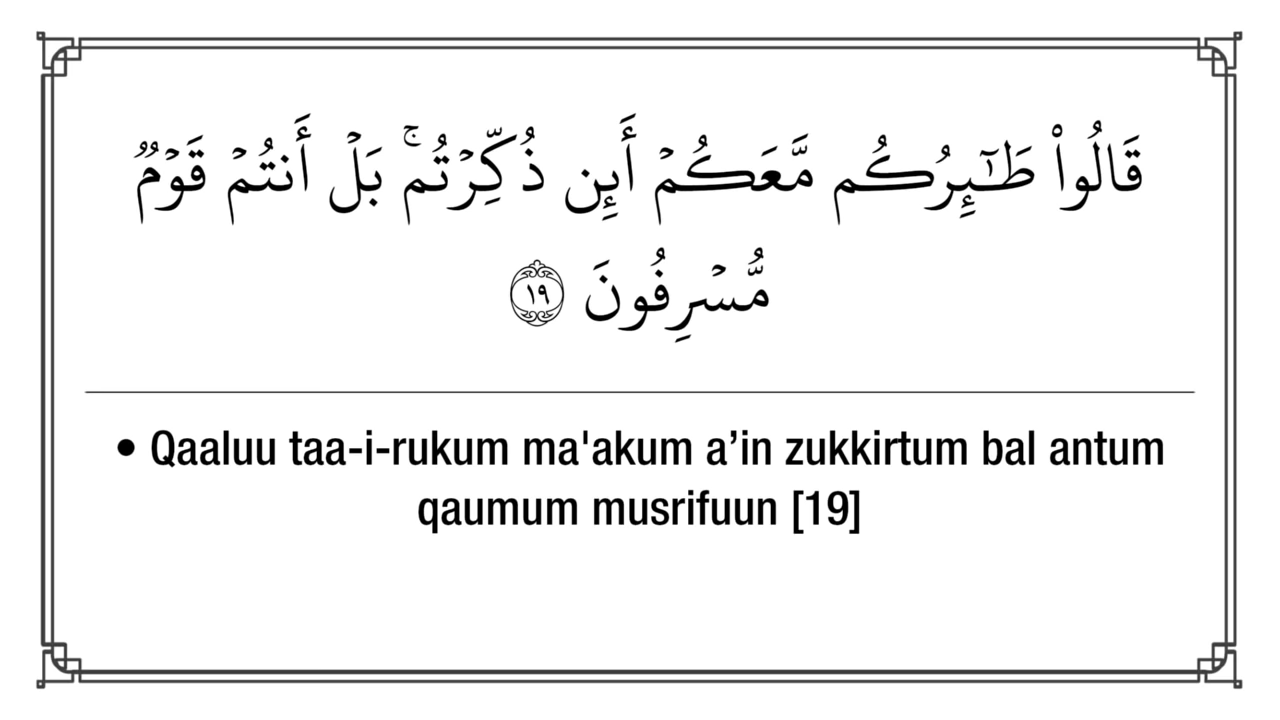 قَالُوا۟ طَـٰٓئِرُكُم مَّعَكُمْ أَئِن ذُكِّرْتُم ۚ بَلْ أَنتُمْ قَوْمٌ
مُّسْرِفُونَ ١٩
• Qaaluu taa-i-rukum ma'akum a’in zukkirtum bal antum
qaumum musrifuun [19]